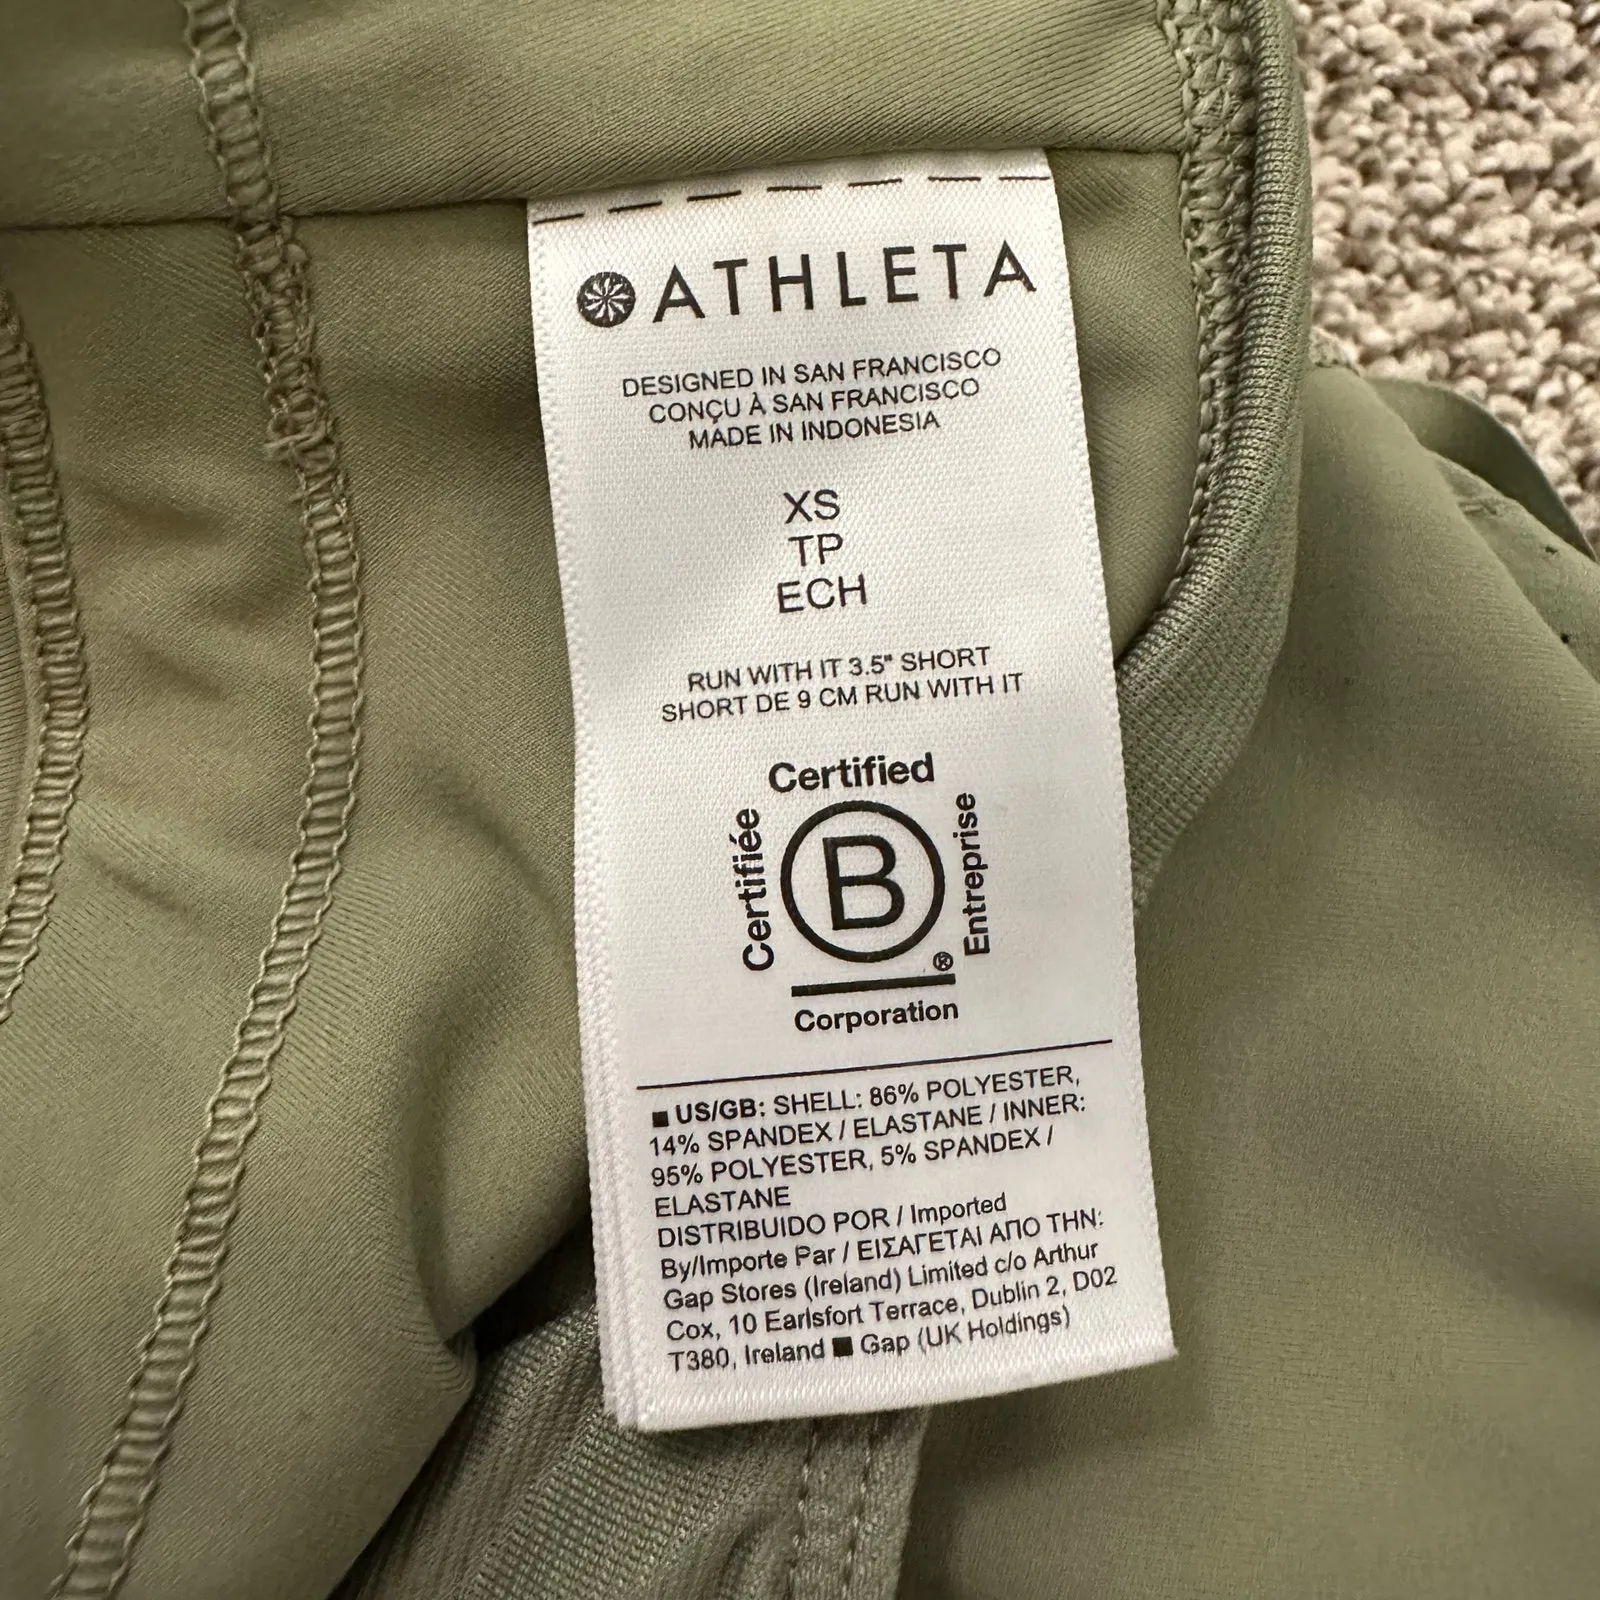 ATHLETA
DESIGNED IN SAN FRANCISCO
CONÇU À SAN FRANCISCO
MADE IN INDONESIA
XS
TP
ECH
RUN WITH IT 3.5" SHORT
SHORT DE 9 CM RUN WITH IT
Certified
Certifiée
B
Entreprise
®
Corporation
■ US/GB: SHELL: 86% POLYESTER,
14% SPANDEX / ELASTANE / INNER:
95% POLYESTER, 5% SPANDEX /
ELASTANE
DISTRIBUIDO POR / Imported
By/Importe Par / ΕΙΣΑΓΕΤΑΙ ΑΠΟ ΤΗΝ:
Gap Stores (Ireland) Limited c/o Arthur
Cox, 10 Earlsfort Terrace, Dublin 2, D02
T380, Ireland ■ Gap (UK Holdings)